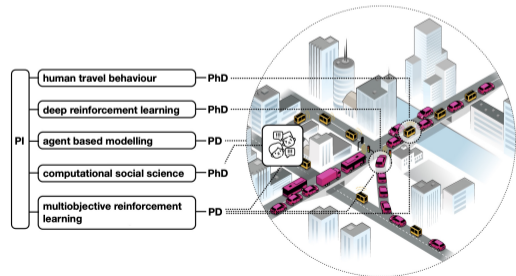 PI
human travel behaviour PhD
deep reinforcement learning PhD
agent based modelling PD
computational social science PhD
multiobjective reinforcement
learning PD